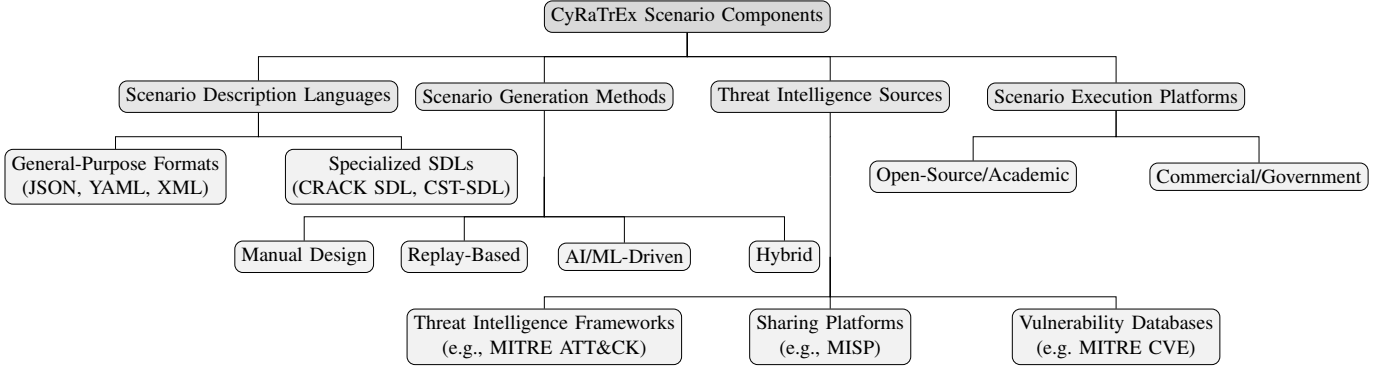 CyRaTrEx Scenario Components
Scenario Description Languages
Scenario Generation Methods
Threat Intelligence Sources
Scenario Execution Platforms
General-Purpose Formats
(JSON, YAML, XML)
Specialized SDLs
(CRACK SDL, CST-SDL)
Open-Source/Academic
Commercial/Government
Manual Design
Replay-Based
AI/ML-Driven
Hybrid
Threat Intelligence Frameworks
(e.g., MITRE ATT&CK)
Sharing Platforms
(e.g., MISP)
Vulnerability Databases
(e.g. MITRE CVE)